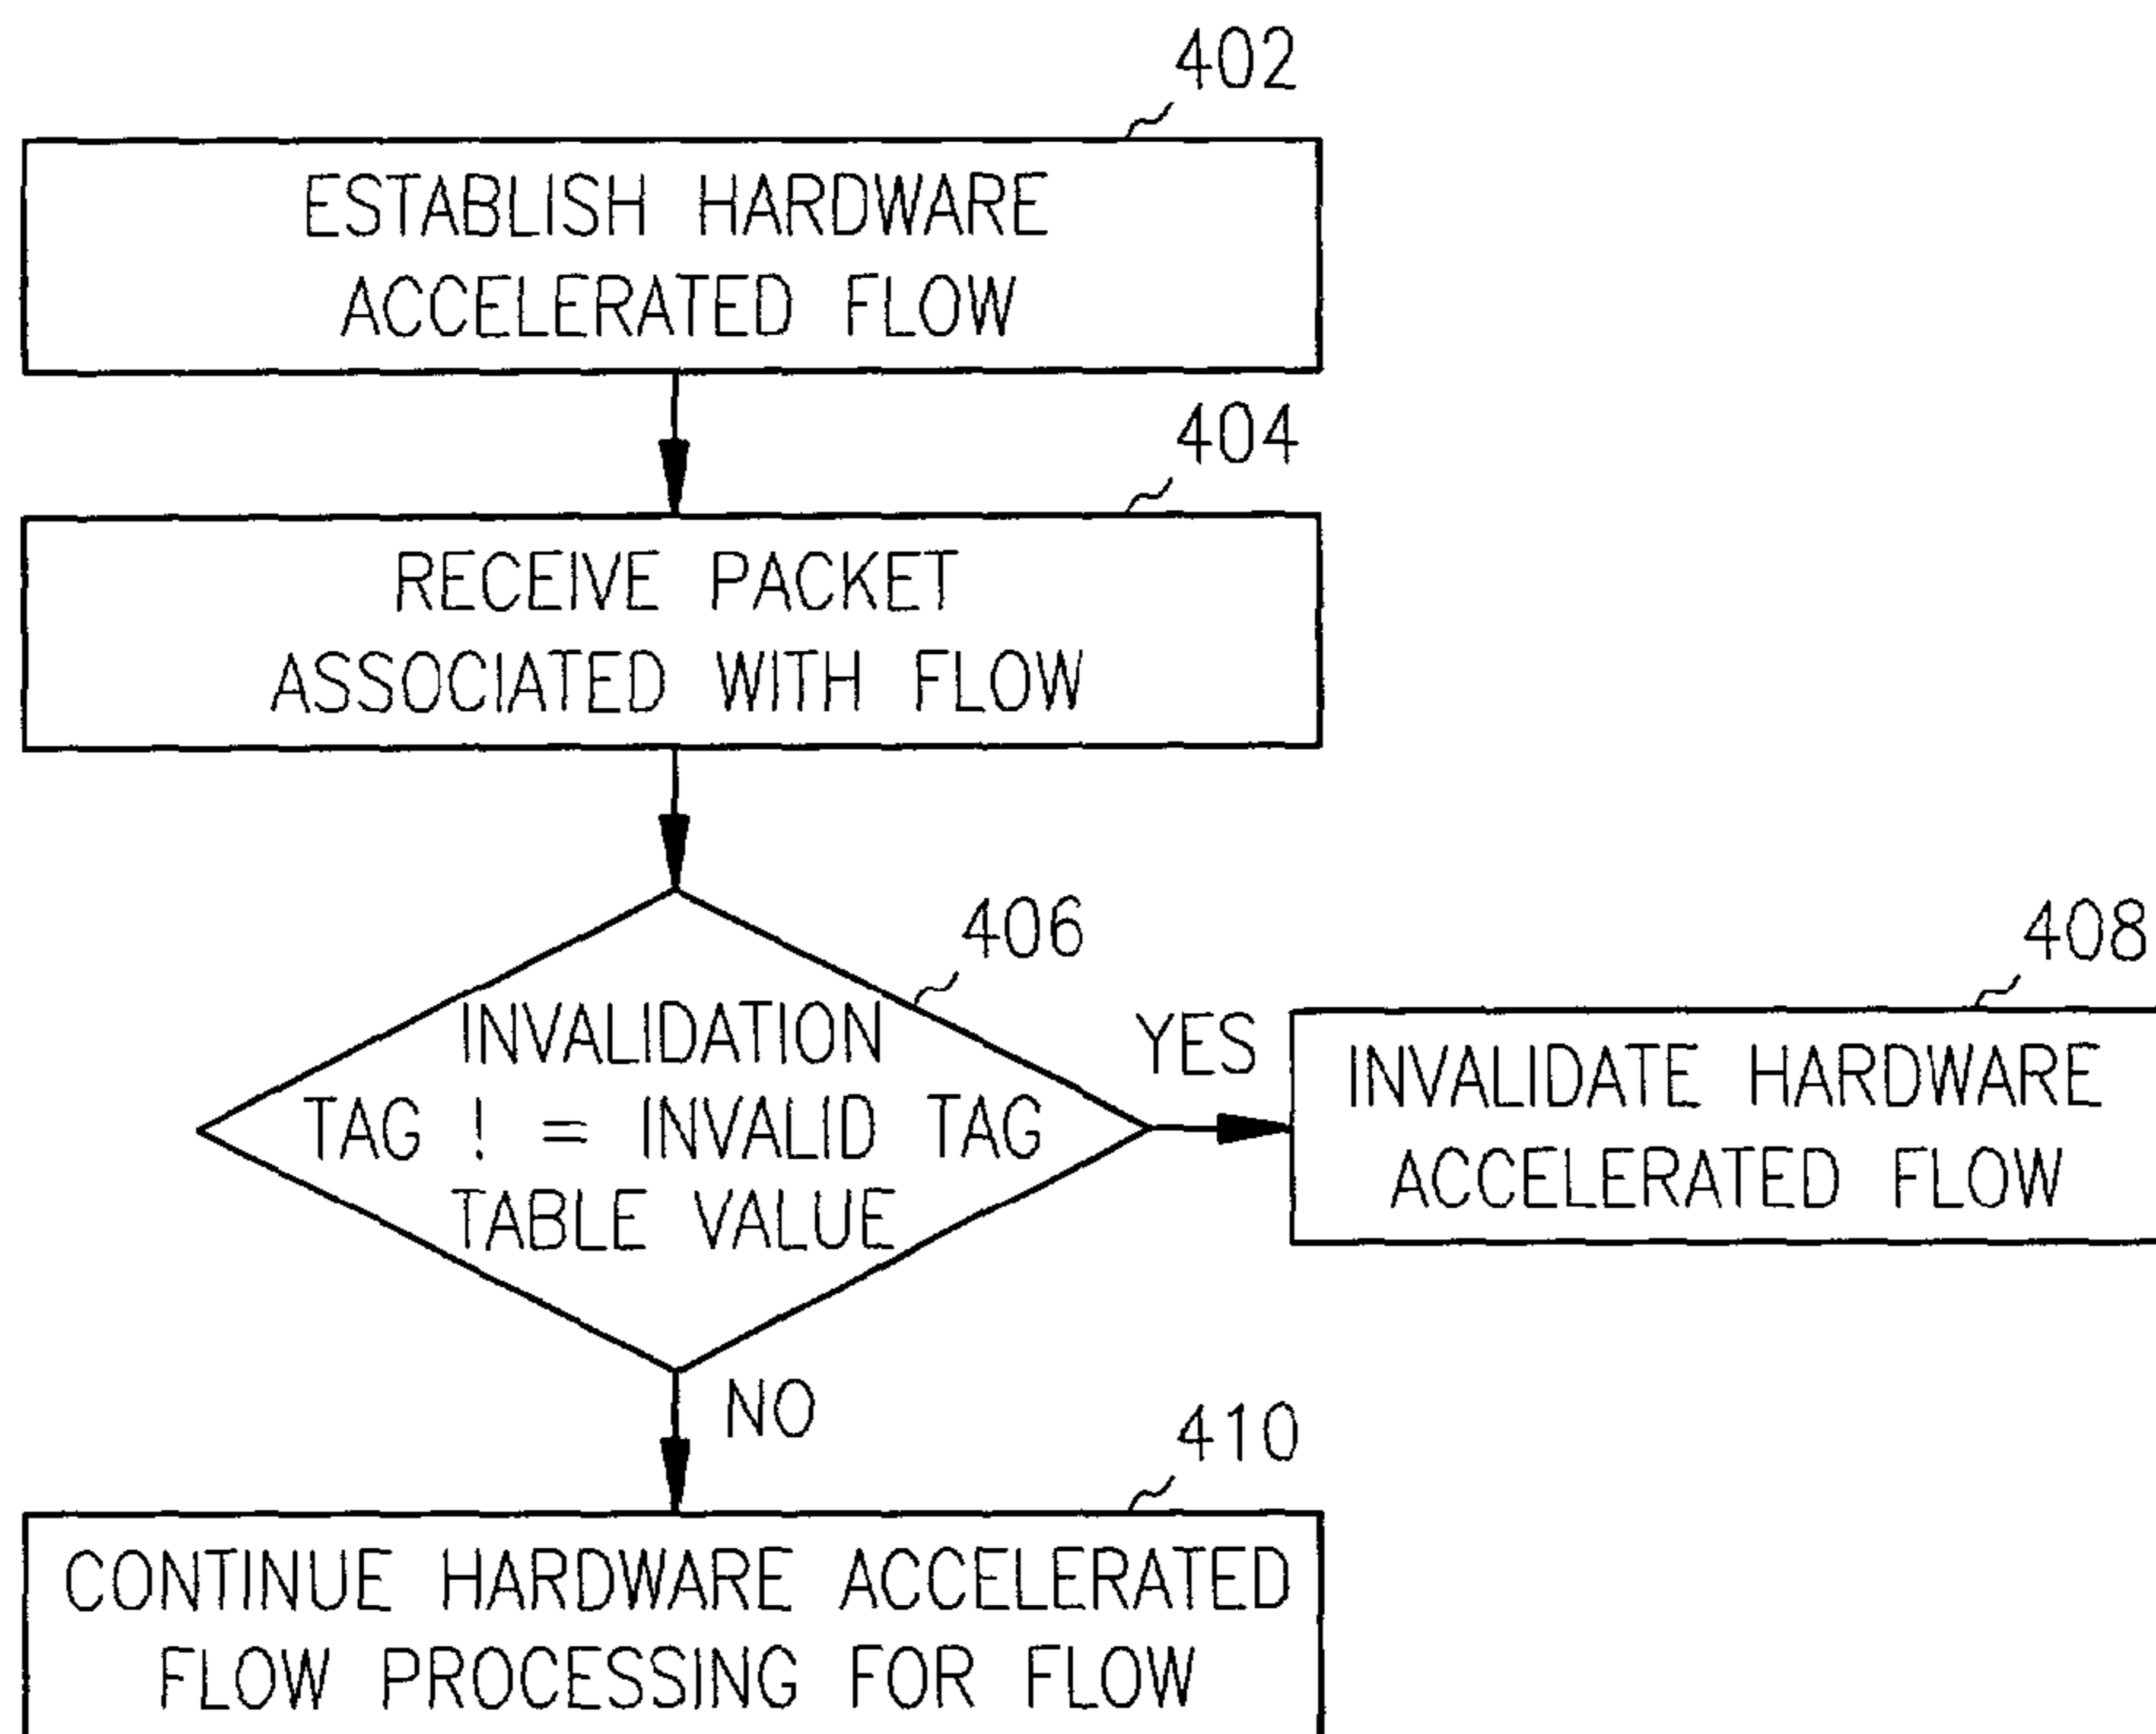 402
ESTABLISH HARDWARE
ACCELERATED FLOW
404
RECEIVE PACKET
ASSOCIATED WITH FLOW
406
INVALIDATION
TAG ! = INVALID TAG
TABLE VALUE
YES
408
INVALIDATE HARDWARE
ACCELERATED FLOW
NO
410
CONTINUE HARDWARE ACCELERATED
FLOW PROCESSING FOR FLOW